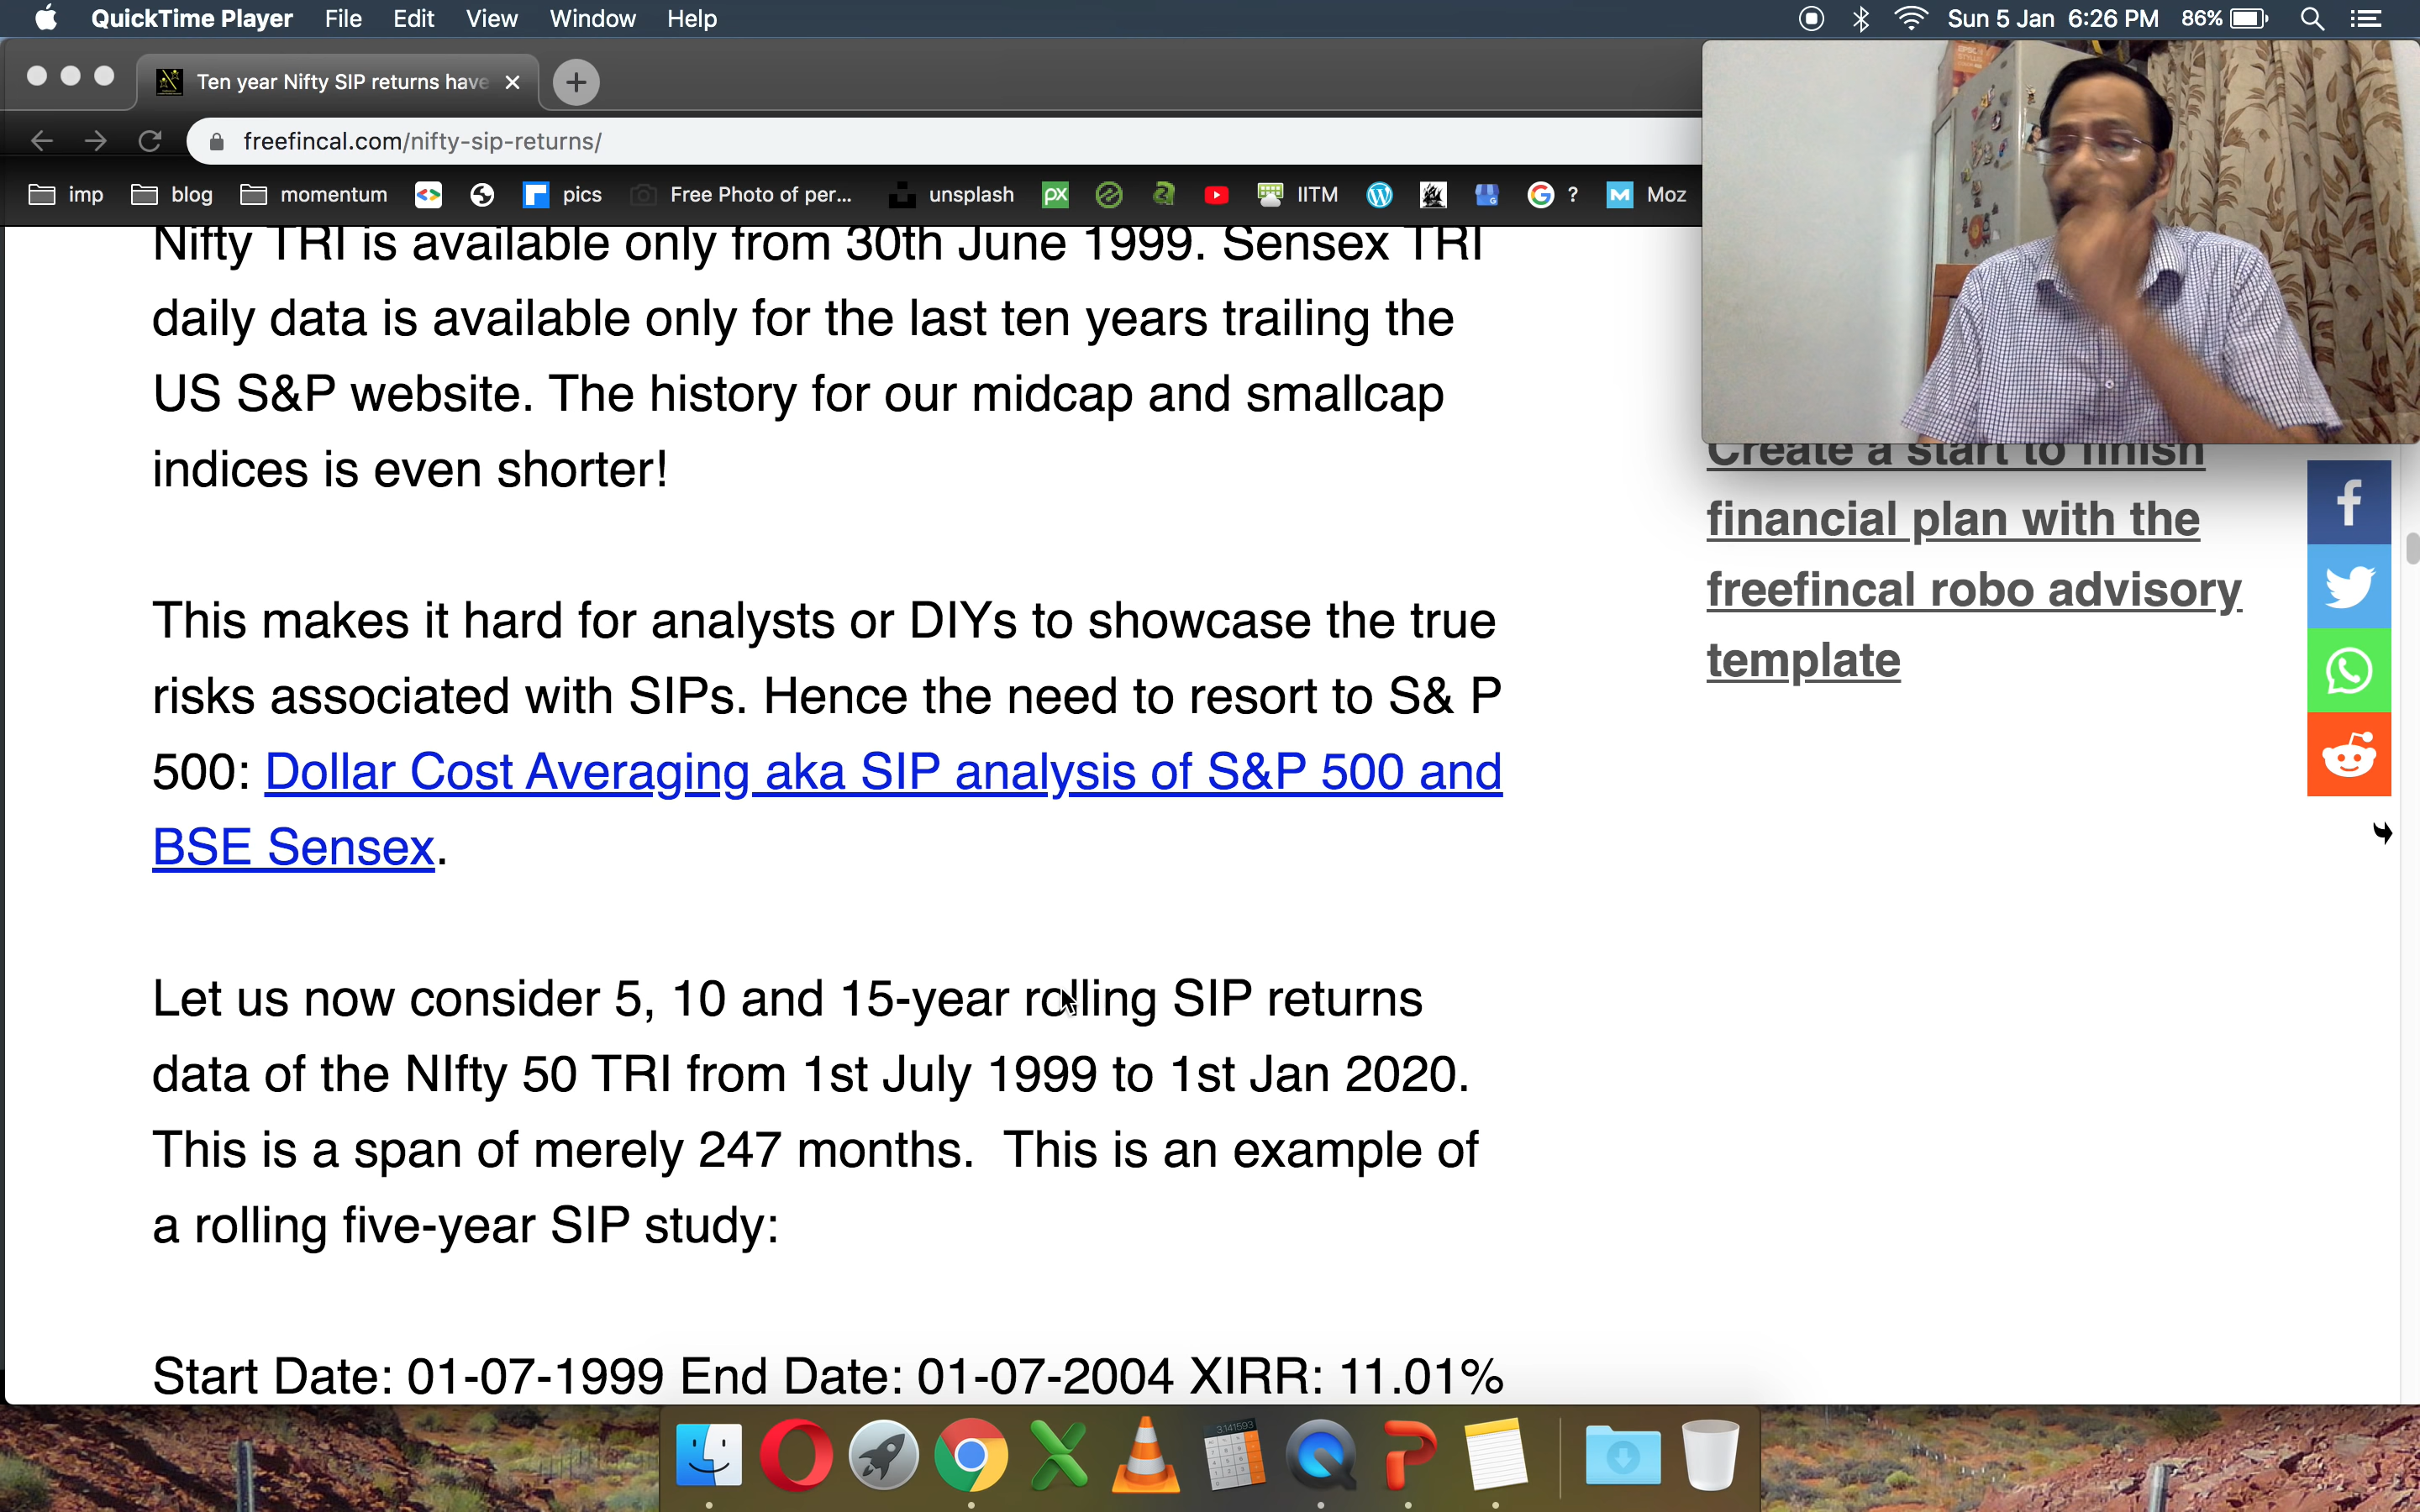 QuickTime Player File Edit View Window Help Sun 5 Jan 6:26 PM 86%
Ten year Nifty SIP returns have
freefincal.com/nifty-sip-returns/
imp blog momentum pics Free Photo of per... unsplash px IITM G ? M Moz
Nifty TRI is available only from 30th June 1999. Sensex TRI
daily data is available only for the last ten years trailing the
US S&P website. The history for our midcap and smallcap
indices is even shorter!
This makes it hard for analysts or DIYs to showcase the true
risks associated with SIPs. Hence the need to resort to S& P
500: Dollar Cost Averaging aka SIP analysis of S&P 500 and
BSE Sensex.
Let us now consider 5, 10 and 15-year rolling SIP returns
data of the NIfty 50 TRI from 1st July 1999 to 1st Jan 2020.
This is a span of merely 247 months. This is an example of
a rolling five-year SIP study:
Start Date: 01-07-1999 End Date: 01-07-2004 XIRR: 11.01%
Create a start to finish
financial plan with the
freefincal robo advisory
template